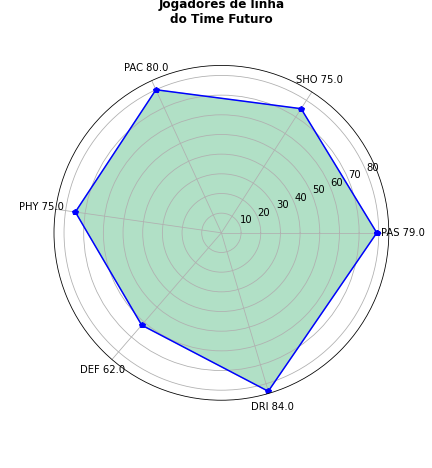 Jogadores de linha
do Time Futuro
PAC 80.0
SHO 75.0
80
70
60
50
40
30
20
10
PHY 75.0
PAS 79.0
DEF 62.0
DRI 84.0